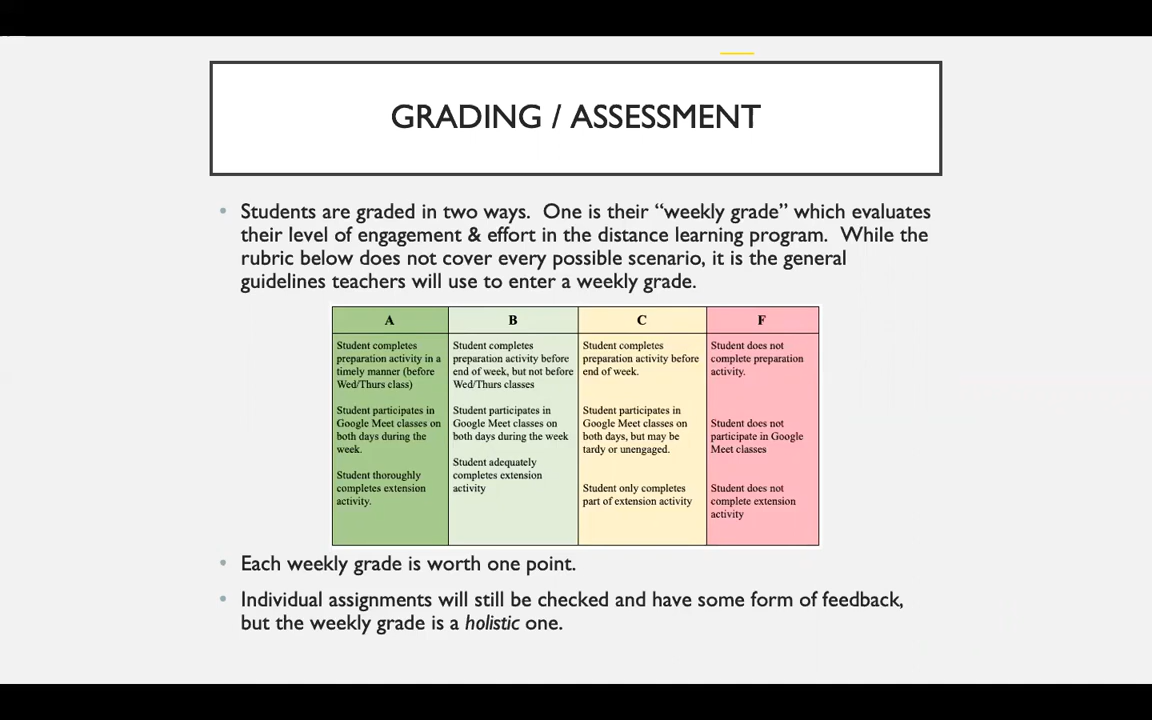 GRADING / ASSESSMENT
• Students are graded in two ways.  One is their “weekly grade” which evaluates
their level of engagement & effort in the distance learning program.  While the
rubric below does not cover every possible scenario, it is the general
guidelines teachers will use to enter a weekly grade.
A
Student completes
preparation activity in a
timely manner (before
Wed/Thurs class)
Student participates in
Google Meet classes on
both days during the
week.
Student thoroughly
completes extension
activity.
B
Student completes
preparation activity before
end of week, but not before
Wed/Thurs classes
Student participates in
Google Meet classes on
both days during the week
Student adequately
completes extension
activity
C
Student completes
preparation activity before
end of week.
Student participates in
Google Meet classes on
both days, but may be
tardy or unengaged.
Student only completes
part of extension activity
F
Student does not
complete preparation
activity.
Student does not
participate in Google
Meet classes
Student does not
complete extension
activity
• Each weekly grade is worth one point.
• Individual assignments will still be checked and have some form of feedback,
but the weekly grade is a holistic one.